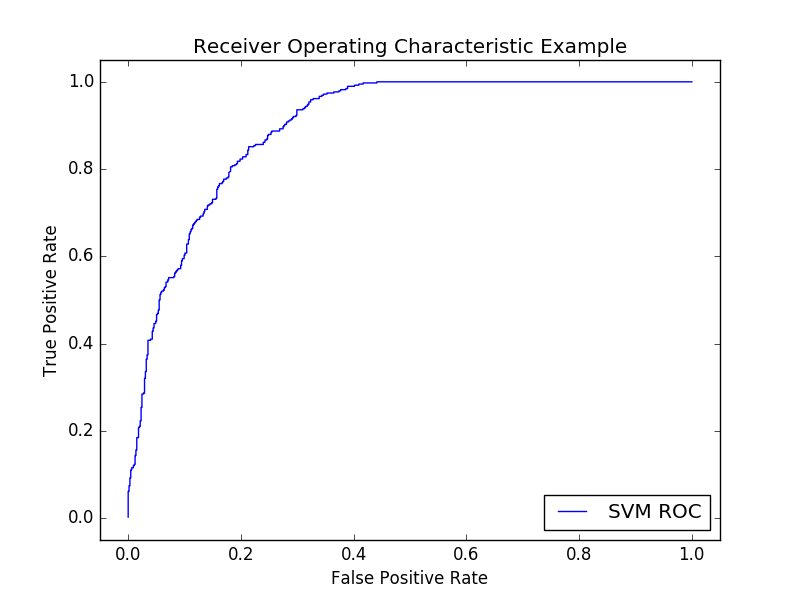 Receiver Operating Characteristic Example
1.0
0.8
0.6
0.4
0.2
0.0
True Positive Rate
0.0 0.2 0.4 0.6 0.8 1.0
False Positive Rate
SVM ROC